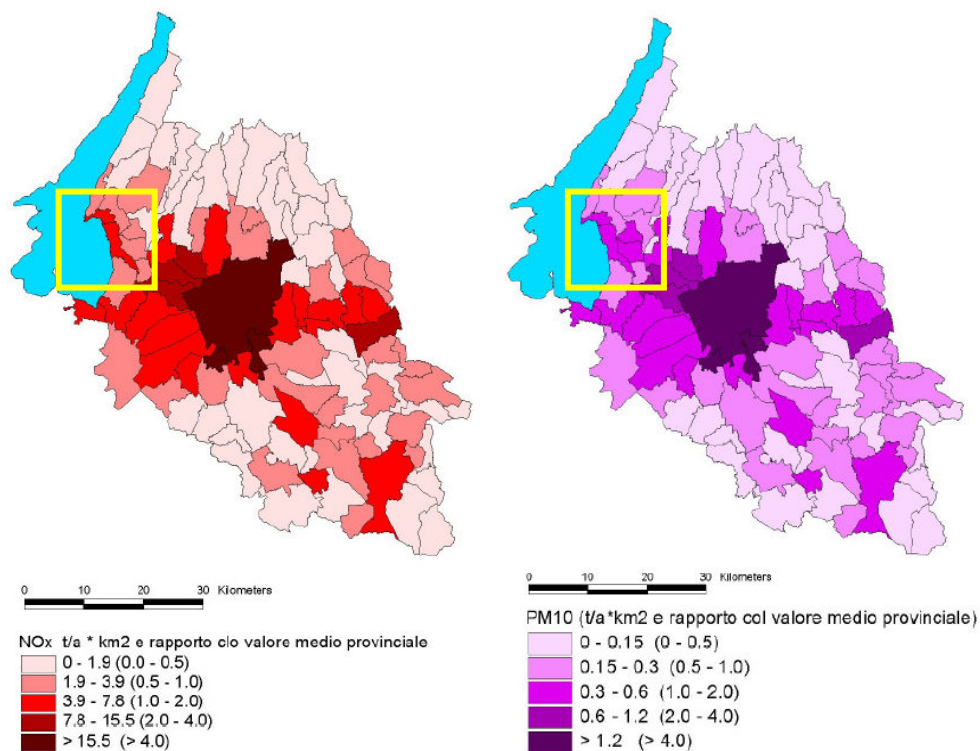 0 10 20 30 Kilometers
NOx t/a * km2 e rapporto c/o valore medio provinciale
0 - 1.9 (0.0 - 0.5)
1.9 - 3.9 (0.5 - 1.0)
3.9 - 7.8 (1.0 - 2.0)
7.8 - 15.5 (2.0 - 4.0)
> 15.5 (> 4.0)
0 10 20 30 Kilometers
PM10 (t/a*km2 e rapporto col valore medio provinciale)
0 - 0.15 (0 - 0.5)
0.15 - 0.3 (0.5 - 1.0)
0.3 - 0.6 (1.0 - 2.0)
0.6 - 1.2 (2.0 - 4.0)
> 1.2 (> 4.0)